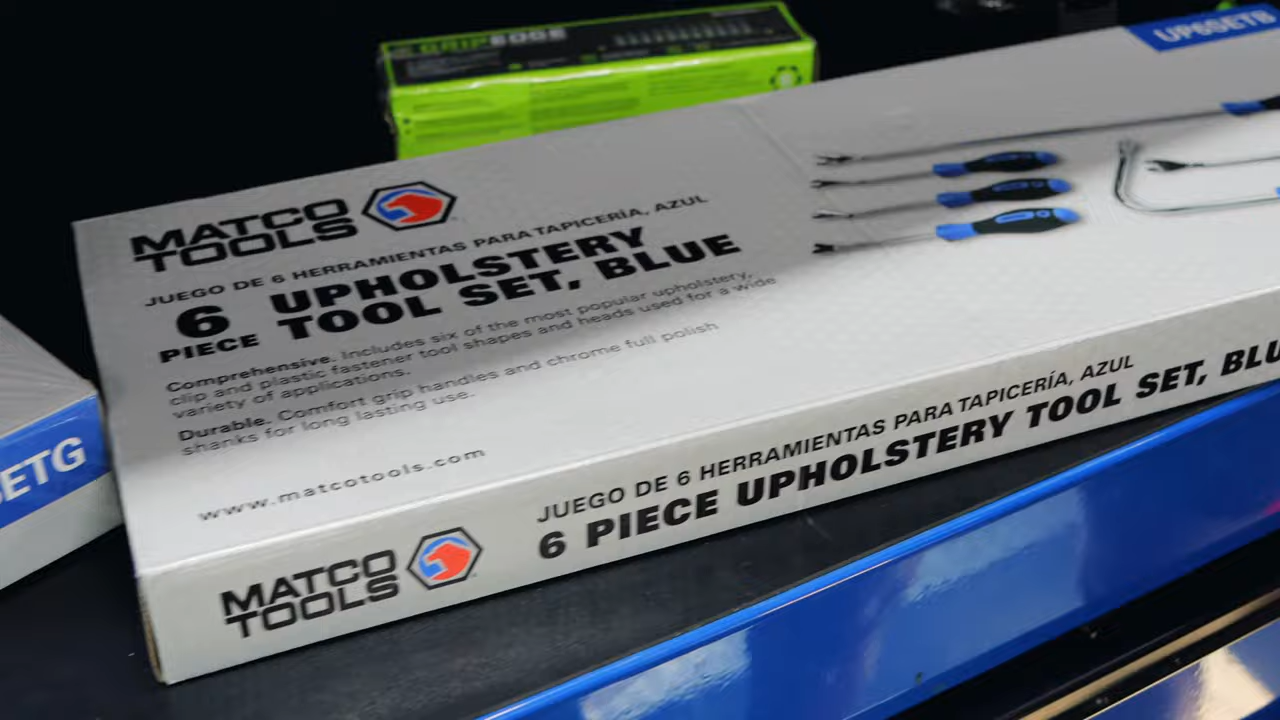 GRIPEDGE
UP6SETB
MATCO
TOOLS
JUEGO DE 6 HERRAMIENTAS PARA TAPICERÍA, AZUL
6 PIECE
UPHOLSTERY
TOOL SET, BLUE
Comprehensive. Includes six of the most popular upholstery,
clip and plastic fastener tool shapes and heads used for a wide
variety of applications.
Durable. Comfort grip handles and chrome full polish
shanks for long lasting use.
www.matcotools.com
SETG
MATCO
TOOLS
JUEGO DE 6 HERRAMIENTAS PARA TAPICERÍA, AZUL
6 PIECE UPHOLSTERY TOOL SET, BLU